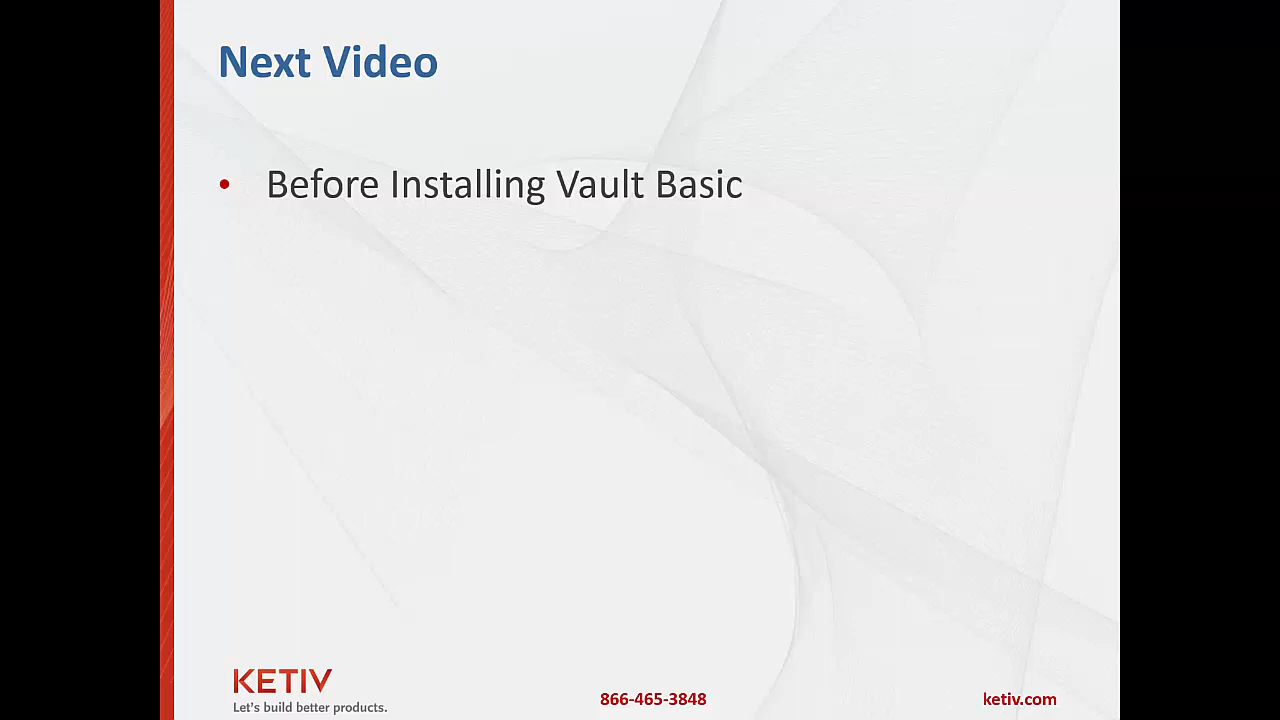 Next Video
• Before Installing Vault Basic
KETIV
Let's build better products.
866-465-3848
ketiv.com